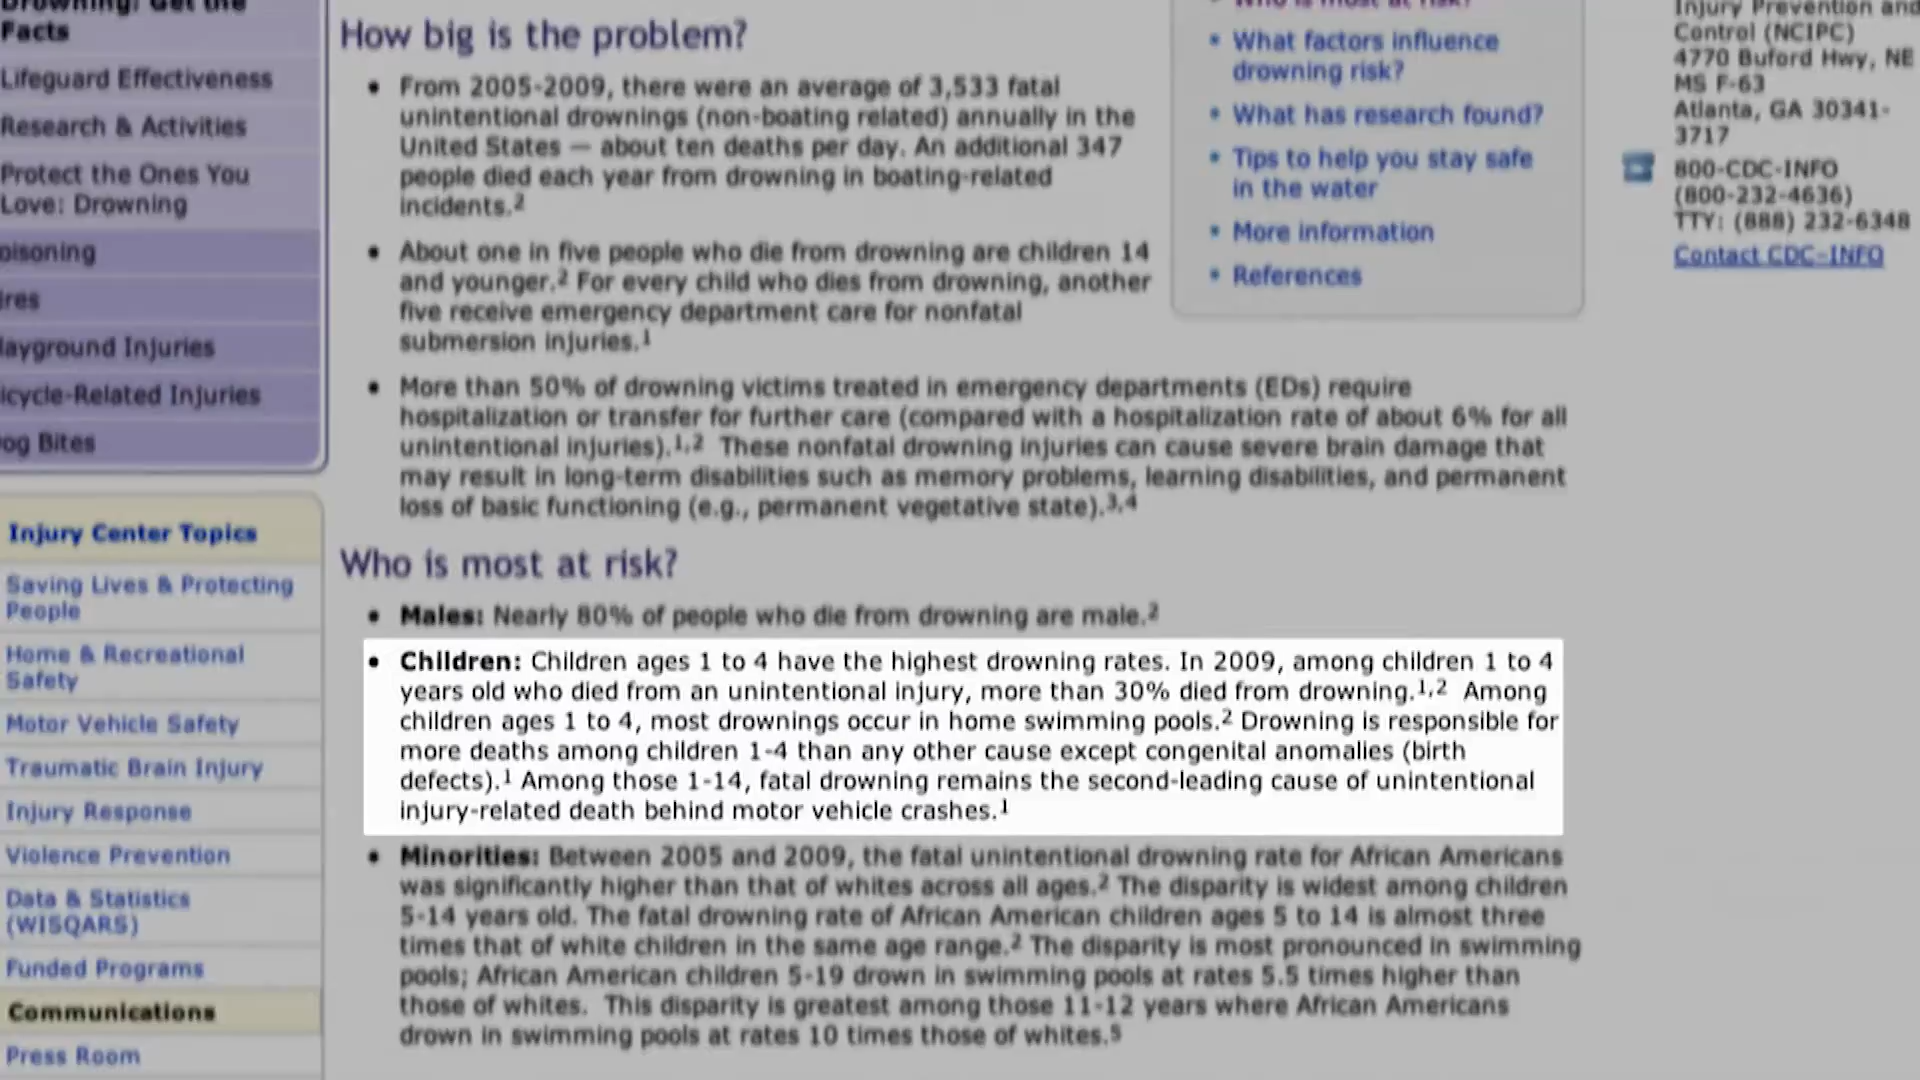 Facts
Lifeguard Effectiveness
Research & Activities
Protect the Ones You
Love: Drowning
oisoning
ires
layground Injuries
icycle-Related Injuries
og Bites
Injury Center Topics
Saving Lives & Protecting
People
Home & Recreational
Safety
Motor Vehicle Safety
Traumatic Brain Injury
Injury Response
Violence Prevention
Data & Statistics
(WISQARS)
Funded Programs
Communications
Press Room
How big is the problem?
• From 2005-2009, there were an average of 3,533 fatal
unintentional drownings (non-boating related) annually in the
United States — about ten deaths per day. An additional 347
people died each year from drowning in boating-related
incidents.2
• About one in five people who die from drowning are children 14
and younger.2 For every child who dies from drowning, another
five receive emergency department care for nonfatal
submersion injuries.1
• More than 50% of drowning victims treated in emergency departments (EDs) require
hospitalization or transfer for further care (compared with a hospitalization rate of about 6% for all
unintentional injuries).1,2 These nonfatal drowning injuries can cause severe brain damage that
may result in long-term disabilities such as memory problems, learning disabilities, and permanent
loss of basic functioning (e.g., permanent vegetative state).3,4
Who is most at risk?
• Males: Nearly 80% of people who die from drowning are male.2
• Children: Children ages 1 to 4 have the highest drowning rates. In 2009, among children 1 to 4
years old who died from an unintentional injury, more than 30% died from drowning.1,2 Among
children ages 1 to 4, most drownings occur in home swimming pools.2 Drowning is responsible for
more deaths among children 1-4 than any other cause except congenital anomalies (birth
defects).1 Among those 1-14, fatal drowning remains the second-leading cause of unintentional
injury-related death behind motor vehicle crashes.1
• Minorities: Between 2005 and 2009, the fatal unintentional drowning rate for African Americans
was significantly higher than that of whites across all ages.2 The disparity is widest among children
5-14 years old. The fatal drowning rate of African American children ages 5 to 14 is almost three
times that of white children in the same age range.2 The disparity is most pronounced in swimming
pools; African American children 5-19 drown in swimming pools at rates 5.5 times higher than
those of whites. This disparity is greatest among those 11-12 years where African Americans
drown in swimming pools at rates 10 times those of whites.5
• What factors influence
drowning risk?
• What has research found?
• Tips to help you stay safe
in the water
• More information
• References
Injury Prevention and
Control (NCIPC)
4770 Buford Hwy, NE
MS F-63
Atlanta, GA 30341-
3717
800-CDC-INFO
(800-232-4636)
TTY: (888) 232-6348
Contact CDC-INFO